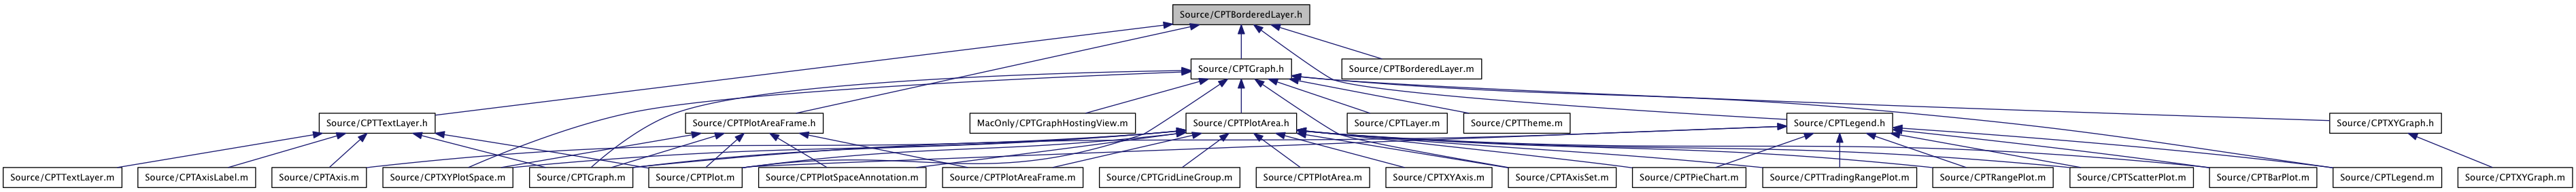 Source/CPTBorderedLayer.h
Source/CPTGraph.h
Source/CPTBorderedLayer.m
Source/CPTTextLayer.h
Source/CPTPlotAreaFrame.h
MacOnly/CPTGraphHostingView.m
Source/CPTPlotArea.h
Source/CPTLayer.m
Source/CPTTheme.m
Source/CPTLegend.h
Source/CPTXYGraph.h
Source/CPTTextLayer.m
Source/CPTAxisLabel.m
Source/CPTAxis.m
Source/CPTXYPlotSpace.m
Source/CPTGraph.m
Source/CPTPlot.m
Source/CPTPlotSpaceAnnotation.m
Source/CPTPlotAreaFrame.m
Source/CPTGridLineGroup.m
Source/CPTPlotArea.m
Source/CPTXYAxis.m
Source/CPTAxisSet.m
Source/CPTPieChart.m
Source/CPTTradingRangePlot.m
Source/CPTRangePlot.m
Source/CPTScatterPlot.m
Source/CPTBarPlot.m
Source/CPTLegend.m
Source/CPTXYGraph.m